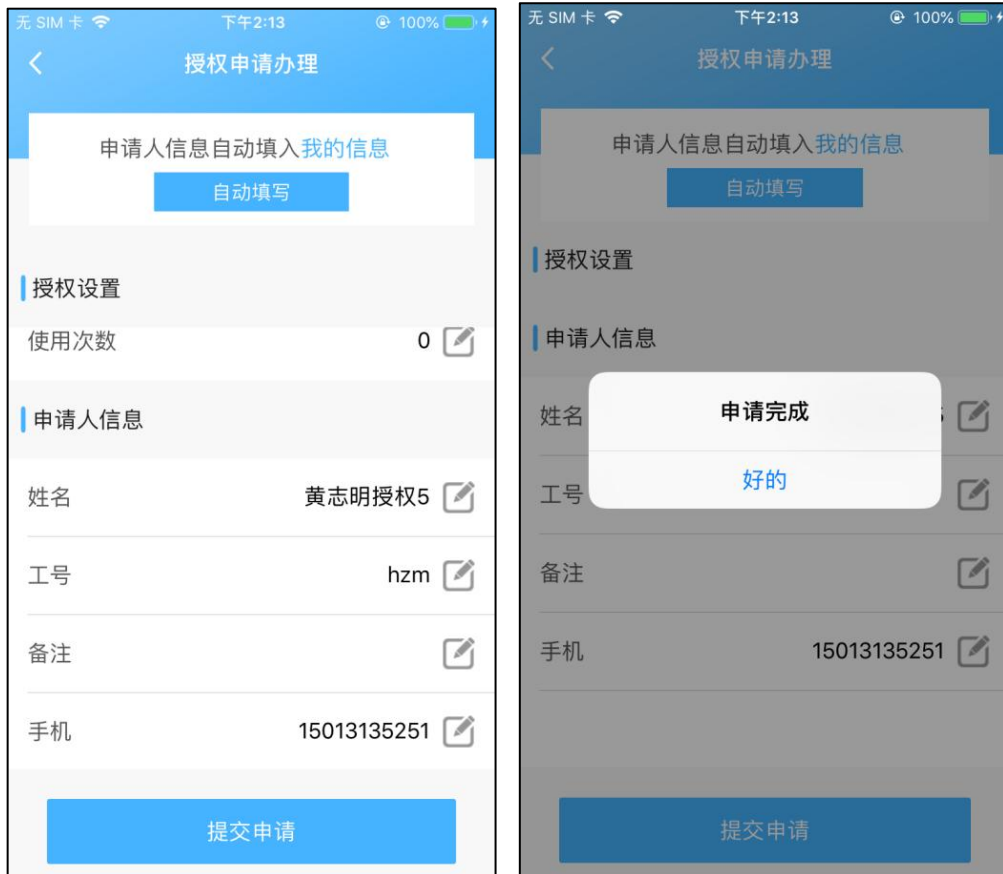 无 SIM 卡 下午2:13 100%
授权申请办理
申请人信息自动填入我的信息
自动填写
授权设置
使用次数 0
申请人信息
姓名 黄志明授权5
工号 hzm
备注
手机 15013135251
提交申请
无 SIM 卡 下午2:13 100%
授权申请办理
申请人信息自动填入我的信息
自动填写
授权设置
申请人信息
姓名
申请完成
好的
工号
备注
手机 15013135251
提交申请